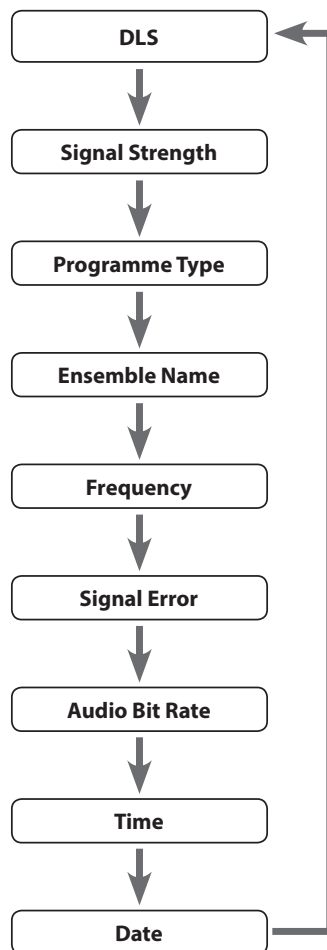 DLS
Signal Strength
Programme Type
Ensemble Name
Frequency
Signal Error
Audio Bit Rate
Time
Date